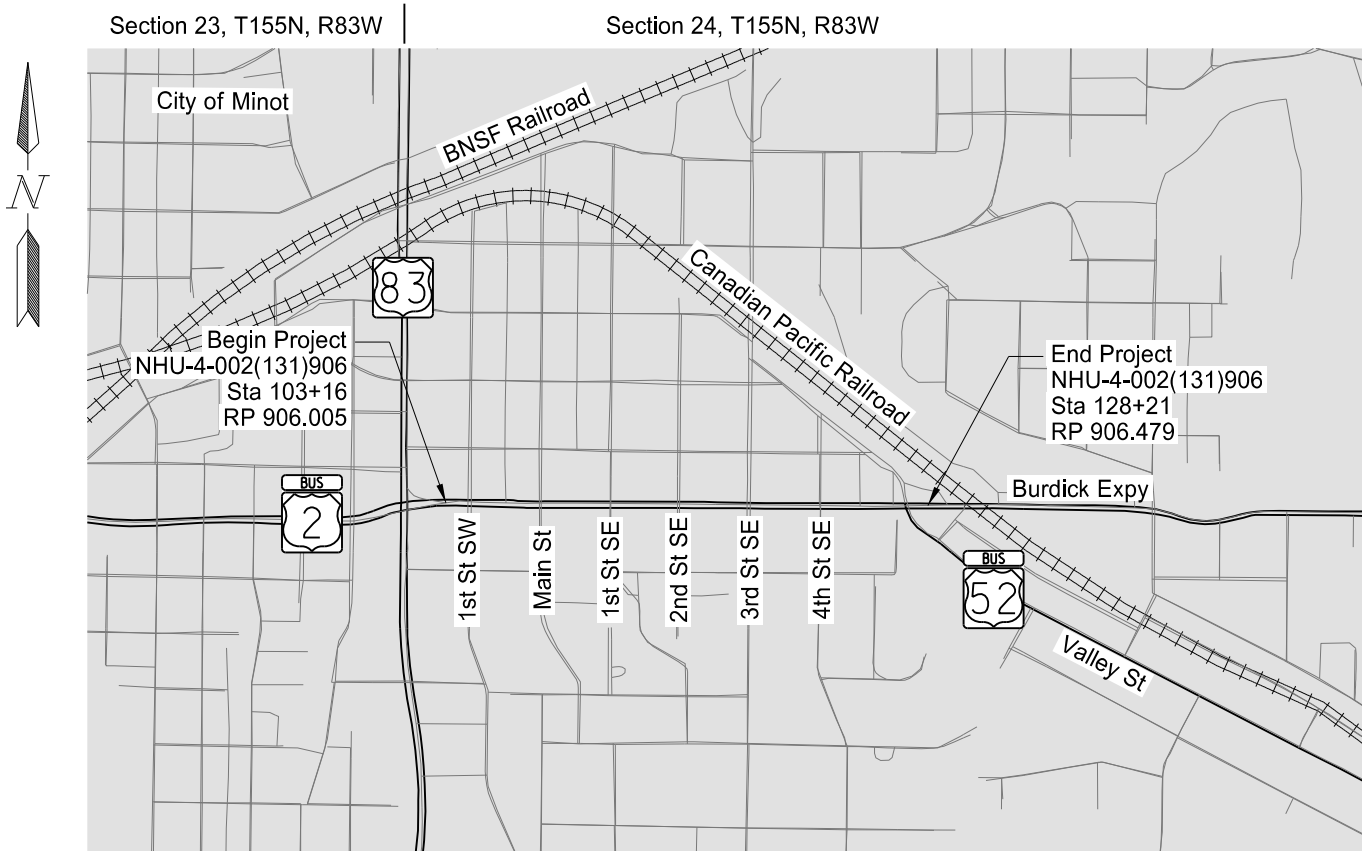 Section 23, T155N, R83W
Section 24, T155N, R83W
City of Minot
BNSF Railroad
N
83
Canadian Pacific Railroad
Begin Project
NHU-4-002(131)906
Sta 103+16
RP 906.005
End Project
NHU-4-002(131)906
Sta 128+21
RP 906.479
BUS
2
Burdick Expy
1st St SW
Main St
1st St SE
2nd St SE
3rd St SE
4th St SE
BUS
52
Valley St